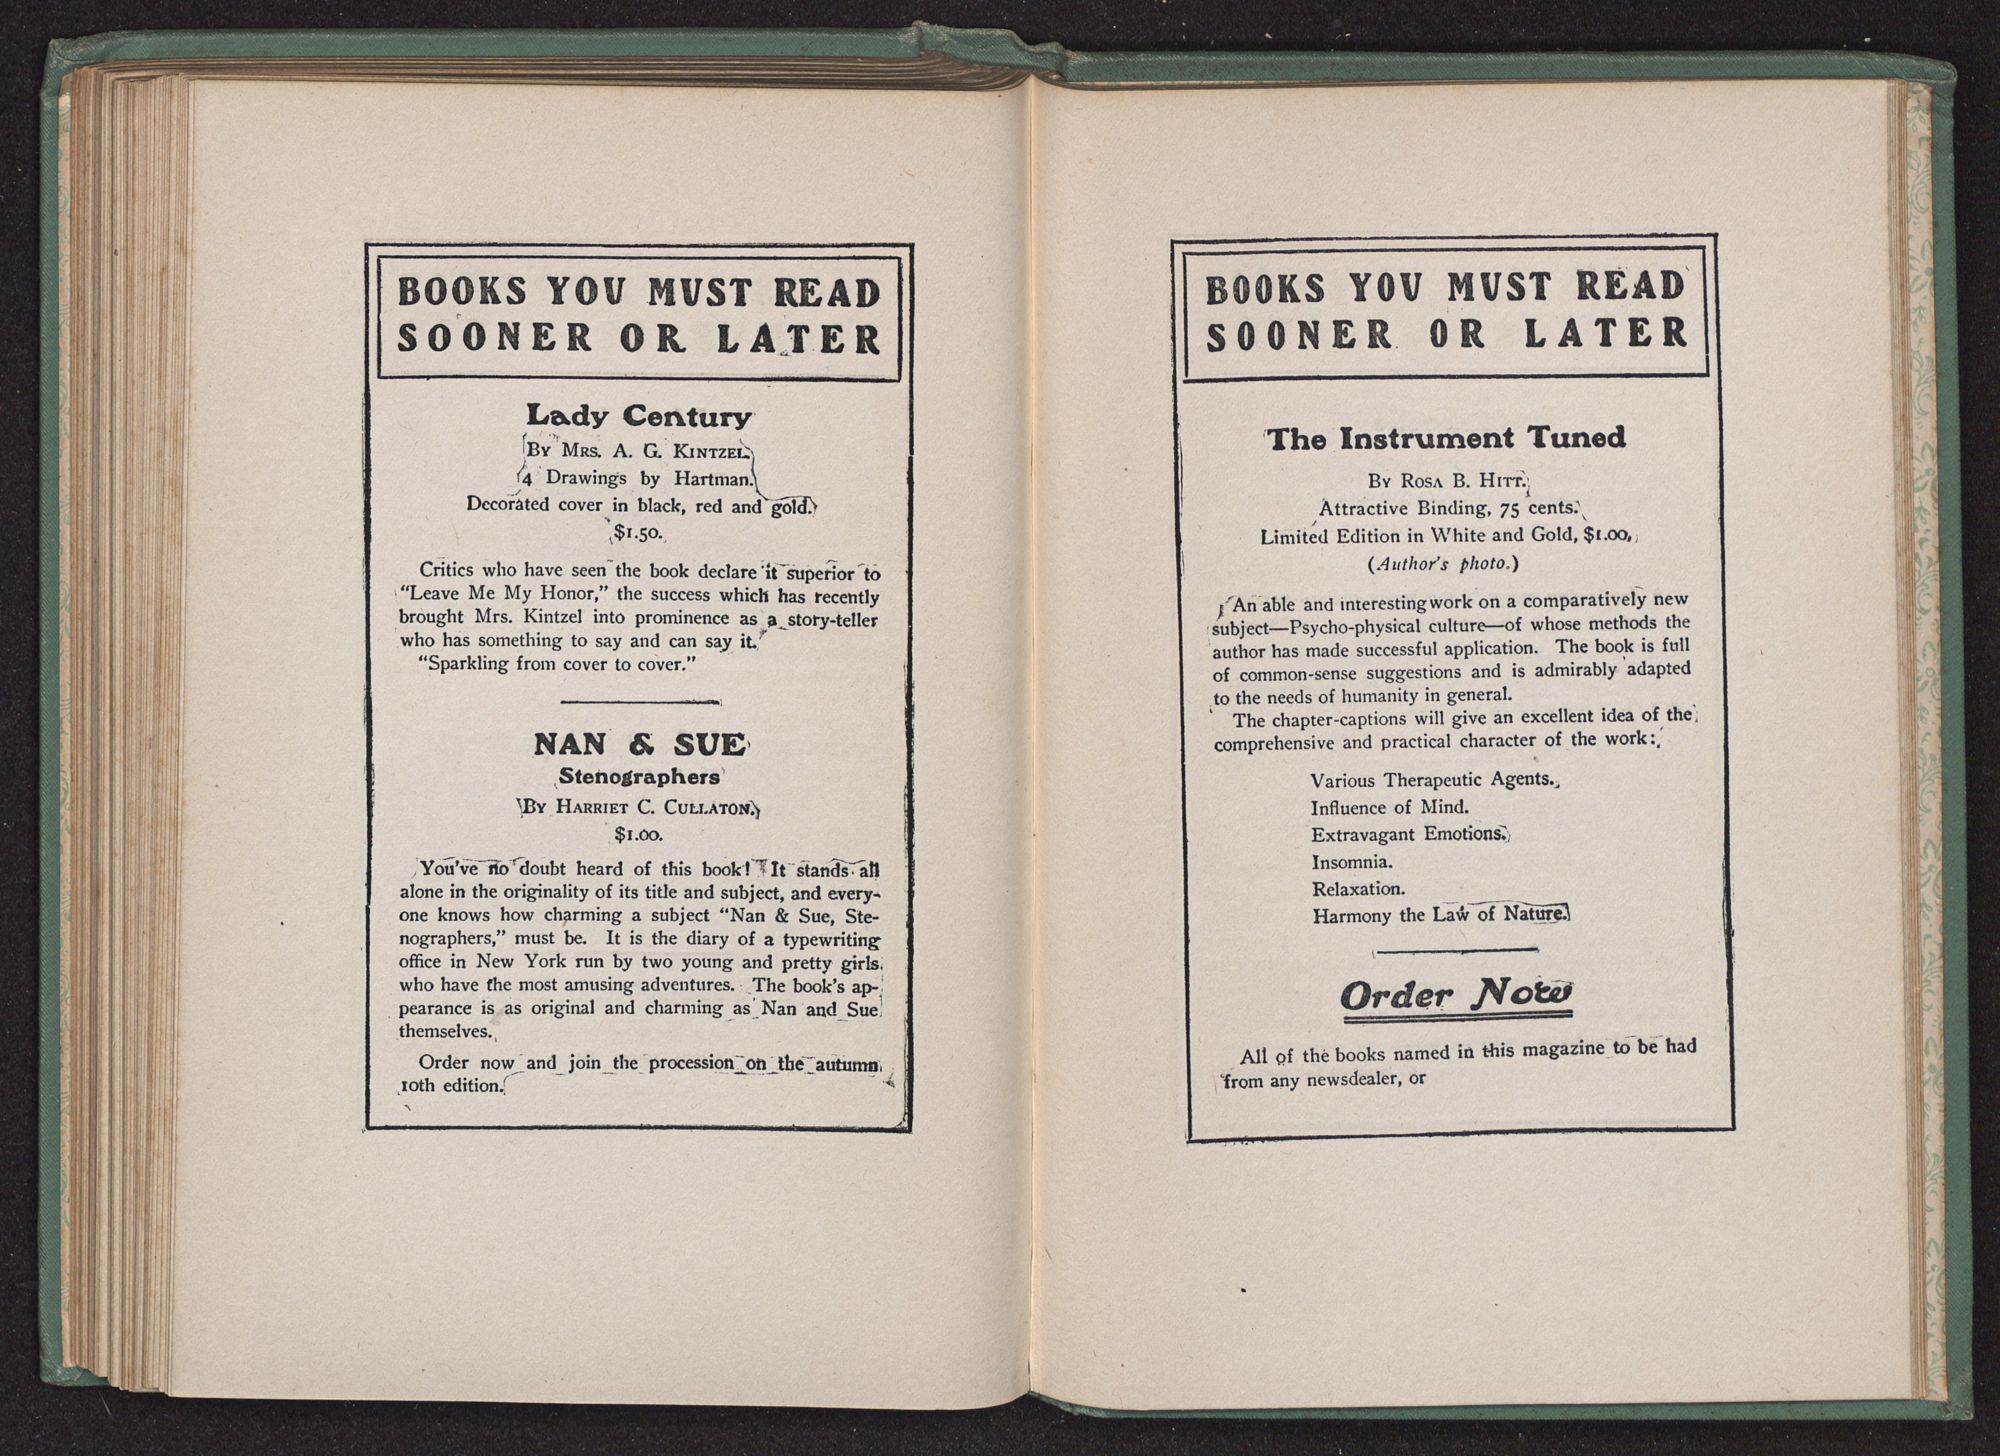 BOOKS YOU MUST READ
SOONER OR LATER
Lady Century
BY MRS. A. G. KINTZEL.
4 Drawings by Hartman.
Decorated cover in black, red and gold.
$1.50.
Critics who have seen the book declare it superior to
“Leave Me My Honor,” the success which has recently
brought Mrs. Kintzel into prominence as a story-teller
who has something to say and can say it.
“Sparkling from cover to cover.”
NAN & SUE
Stenographers
BY HARRIET C. CULLATON.
$1.00.
You’ve no doubt heard of this book! It stands all
alone in the originality of its title and subject, and every-
one knows how charming a subject “Nan & Sue, Ste-
nographers,” must be. It is the diary of a typewriting
office in New York run by two young and pretty girls
who have the most amusing adventures. The book’s ap-
pearance is as original and charming as Nan and Sue
themselves.
Order now and join the procession on the autumn
10th edition.
BOOKS YOU MUST READ
SOONER OR LATER
The Instrument Tuned
BY ROSA B. HITT.
Attractive Binding, 75 cents.
Limited Edition in White and Gold, $1.00.
(Author’s photo.)
An able and interesting work on a comparatively new
subject—Psycho-physical culture—of whose methods the
author has made successful application. The book is full
of common-sense suggestions and is admirably adapted
to the needs of humanity in general.
The chapter-captions will give an excellent idea of the
comprehensive and practical character of the work:
Various Therapeutic Agents.
Influence of Mind.
Extravagant Emotions.
Insomnia.
Relaxation.
Harmony the Law of Nature.
Order Now
All of the books named in this magazine to be had
from any newsdealer, or